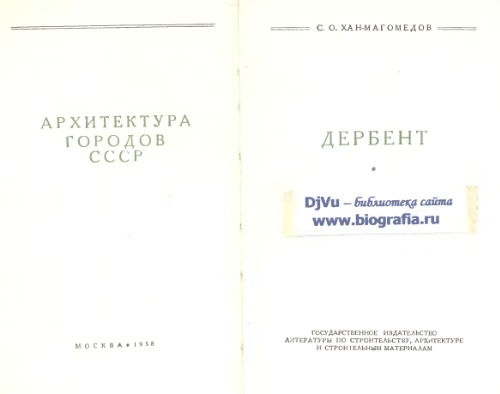 АРХИТЕКТУРА
ГОРОДОВ
СССР
МОСКВА • 1958
С. О. ХАН-МАГОМЕДОВ
ДЕРБЕНТ
DjVu – библиотека сайта
www.biografia.ru
ГОСУДАРСТВЕННОЕ ИЗДАТЕЛЬСТВО
ЛИТЕРАТУРЫ ПО СТРОИТЕЛЬСТВУ, АРХИТЕКТУРЕ
И СТРОИТЕЛЬНЫМ МАТЕРИАЛАМ